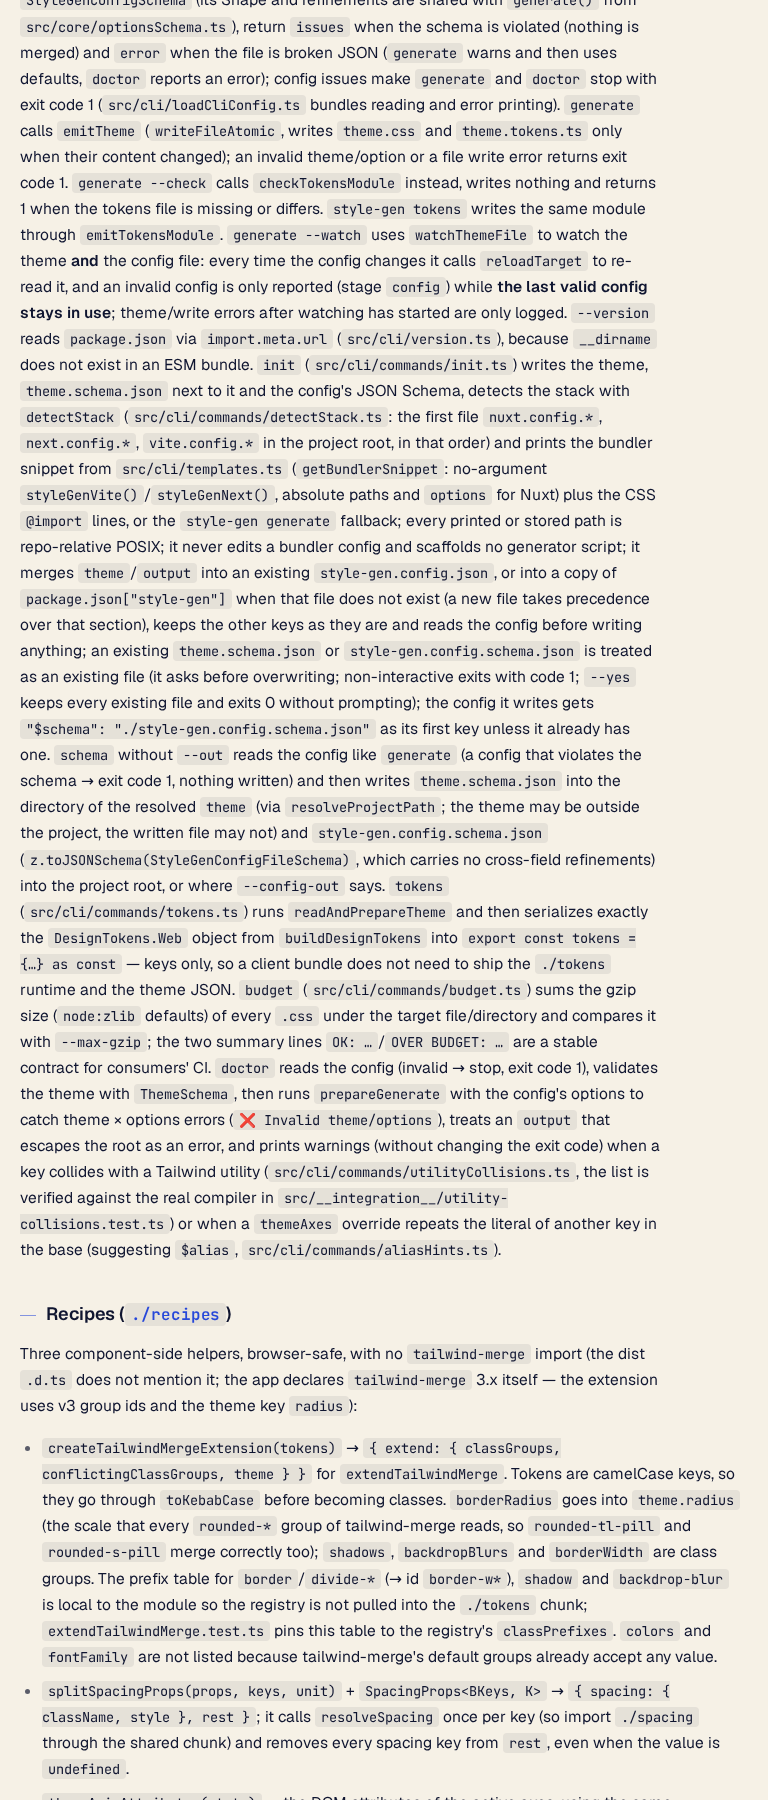 StyleGenConfigSchema (its Shape and refinements are shared with generate() from
src/core/optionsSchema.ts), return issues when the schema is violated (nothing is
merged) and error when the file is broken JSON (generate warns and then uses
defaults, doctor reports an error); config issues make generate and doctor stop with
exit code 1 (src/cli/loadCliConfig.ts bundles reading and error printing). generate
calls emitTheme (writeFileAtomic, writes theme.css and theme.tokens.ts only
when their content changed); an invalid theme/option or a file write error returns exit
code 1. generate --check calls checkTokensModule instead, writes nothing and returns
1 when the tokens file is missing or differs. style-gen tokens writes the same module
through emitTokensModule. generate --watch uses watchThemeFile to watch the
theme and the config file: every time the config changes it calls reloadTarget to re-
read it, and an invalid config is only reported (stage config) while the last valid config
stays in use; theme/write errors after watching has started are only logged. --version
reads package.json via import.meta.url (src/cli/version.ts), because __dirname
does not exist in an ESM bundle. init (src/cli/commands/init.ts) writes the theme,
theme.schema.json next to it and the config's JSON Schema, detects the stack with
detectStack (src/cli/commands/detectStack.ts: the first file nuxt.config.*,
next.config.*, vite.config.* in the project root, in that order) and prints the bundler
snippet from src/cli/templates.ts (getBundlerSnippet: no-argument
styleGenVite()/styleGenNext(), absolute paths and options for Nuxt) plus the CSS
@import lines, or the style-gen generate fallback; every printed or stored path is
repo-relative POSIX; it never edits a bundler config and scaffolds no generator script; it
merges theme/output into an existing style-gen.config.json, or into a copy of
package.json["style-gen"] when that file does not exist (a new file takes precedence
over that section), keeps the other keys as they are and reads the config before writing
anything; an existing theme.schema.json or style-gen.config.schema.json is treated
as an existing file (it asks before overwriting; non-interactive exits with code 1; --yes
keeps every existing file and exits 0 without prompting); the config it writes gets
"$schema": "./style-gen.config.schema.json" as its first key unless it already has
one. schema without --out reads the config like generate (a config that violates the
schema → exit code 1, nothing written) and then writes theme.schema.json into the
directory of the resolved theme (via resolveProjectPath; the theme may be outside
the project, the written file may not) and style-gen.config.schema.json
(z.toJSONSchema(StyleGenConfigFileSchema), which carries no cross-field refinements)
into the project root, or where --config-out says. tokens
(src/cli/commands/tokens.ts) runs readAndPrepareTheme and then serializes exactly
the DesignTokens.Web object from buildDesignTokens into export const tokens =
{…} as const — keys only, so a client bundle does not need to ship the ./tokens
runtime and the theme JSON. budget (src/cli/commands/budget.ts) sums the gzip
size (node:zlib defaults) of every .css under the target file/directory and compares it
with --max-gzip; the two summary lines OK: …/OVER BUDGET: … are a stable
contract for consumers' CI. doctor reads the config (invalid → stop, exit code 1), validates
the theme with ThemeSchema, then runs prepareGenerate with the config's options to
catch theme × options errors (❌ Invalid theme/options), treats an output that
escapes the root as an error, and prints warnings (without changing the exit code) when a
key collides with a Tailwind utility (src/cli/commands/utilityCollisions.ts, the list is
verified against the real compiler in src/__integration__/utility-
collisions.test.ts) or when a themeAxes override repeats the literal of another key in
the base (suggesting $alias, src/cli/commands/aliasHints.ts).
— Recipes (./recipes)
Three component-side helpers, browser-safe, with no tailwind-merge import (the dist
.d.ts does not mention it; the app declares tailwind-merge 3.x itself — the extension
uses v3 group ids and the theme key radius):
• createTailwindMergeExtension(tokens) → { extend: { classGroups,
conflictingClassGroups, theme } } for extendTailwindMerge. Tokens are camelCase keys, so
they go through toKebabCase before becoming classes. borderRadius goes into theme.radius
(the scale that every rounded-* group of tailwind-merge reads, so rounded-tl-pill and
rounded-s-pill merge correctly too); shadows, backdropBlurs and borderWidth are class
groups. The prefix table for border/divide-* (→ id border-w*), shadow and backdrop-blur
is local to the module so the registry is not pulled into the ./tokens chunk;
extendTailwindMerge.test.ts pins this table to the registry's classPrefixes. colors and
fontFamily are not listed because tailwind-merge's default groups already accept any value.
• splitSpacingProps(props, keys, unit) + SpacingProps<BKeys, K> → { spacing: {
className, style }, rest }; it calls resolveSpacing once per key (so import ./spacing
through the shared chunk) and removes every spacing key from rest, even when the value is
undefined.